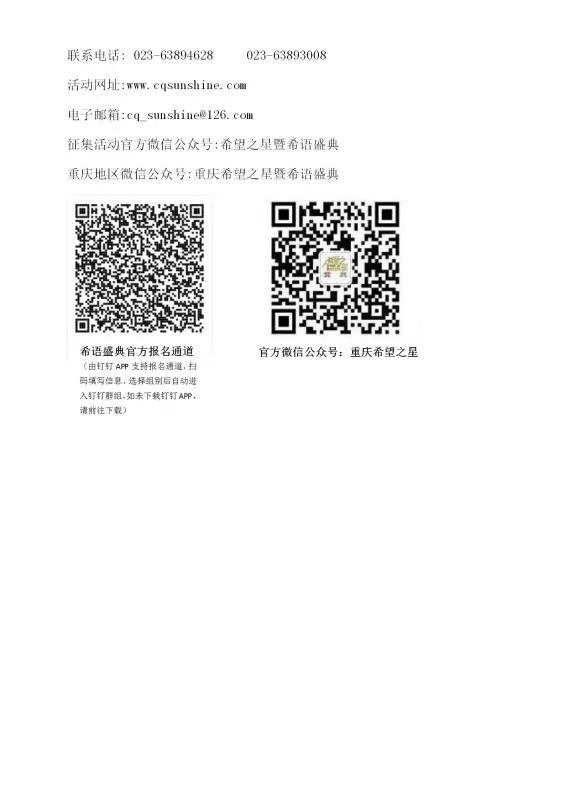 联系电话: 023-63894628 023-63893008
活动网址:www.cqsunshine.com
电子邮箱:cq_sunshine@126.com
征集活动官方微信公众号:希望之星暨希语盛典
重庆地区微信公众号:重庆希望之星暨希语盛典
希语盛典官方报名通道
（由钉钉 APP 支持报名通道,扫
码填写信息、选择组别后自动进
入钉钉群组,如未下载钉钉 APP,
请前往下载）
官方微信公众号：重庆希望之星